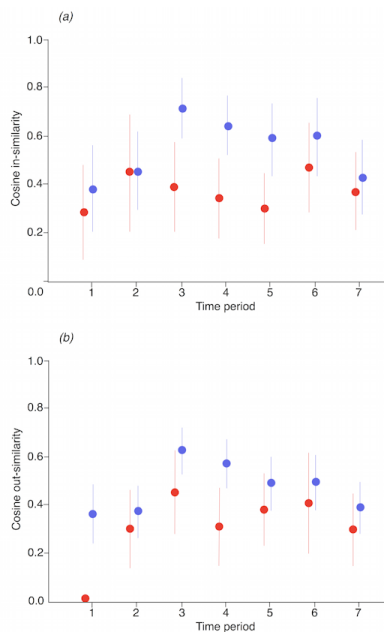 (a)
1.0
0.8
0.6
0.4
0.2
0.0
Cosine in-similarity
1 2 3 4 5 6 7
Time period
(b)
1.0
0.8
0.6
0.4
0.2
0.0
Cosine out-similarity
1 2 3 4 5 6 7
Time period